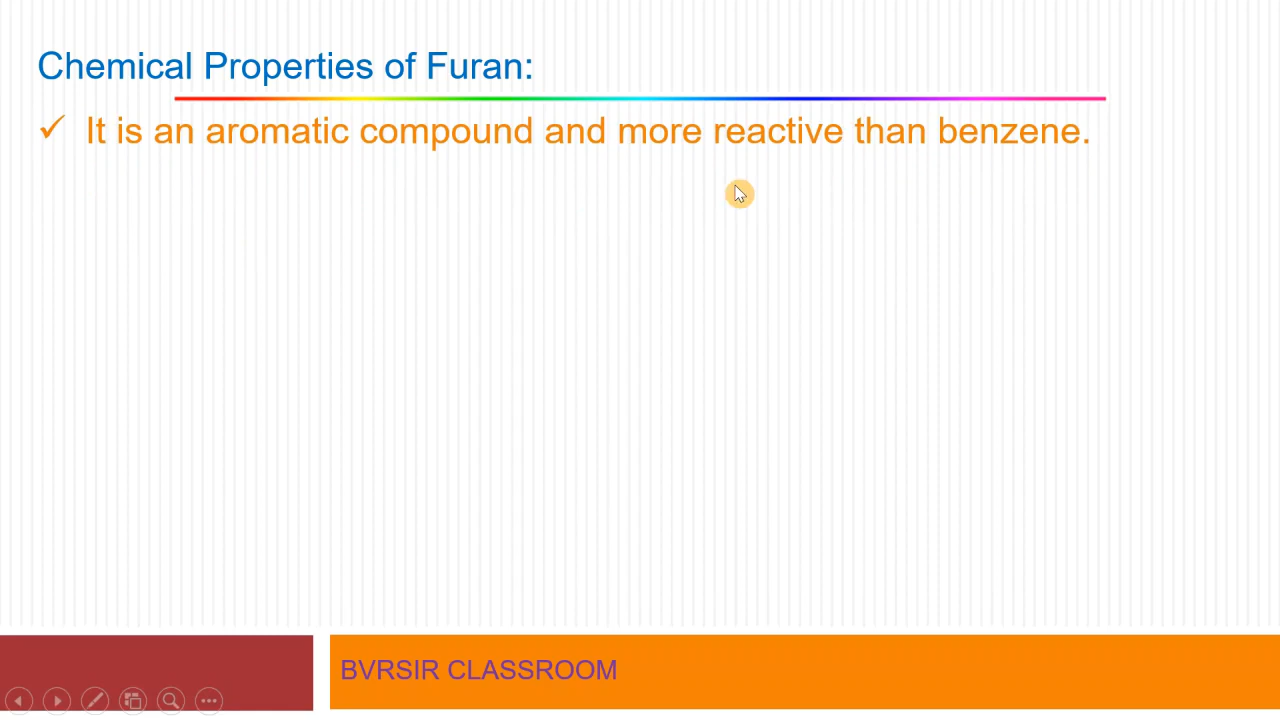 Chemical Properties of Furan:
✓ It is an aromatic compound and more reactive than benzene.
BVRSIR CLASSROOM